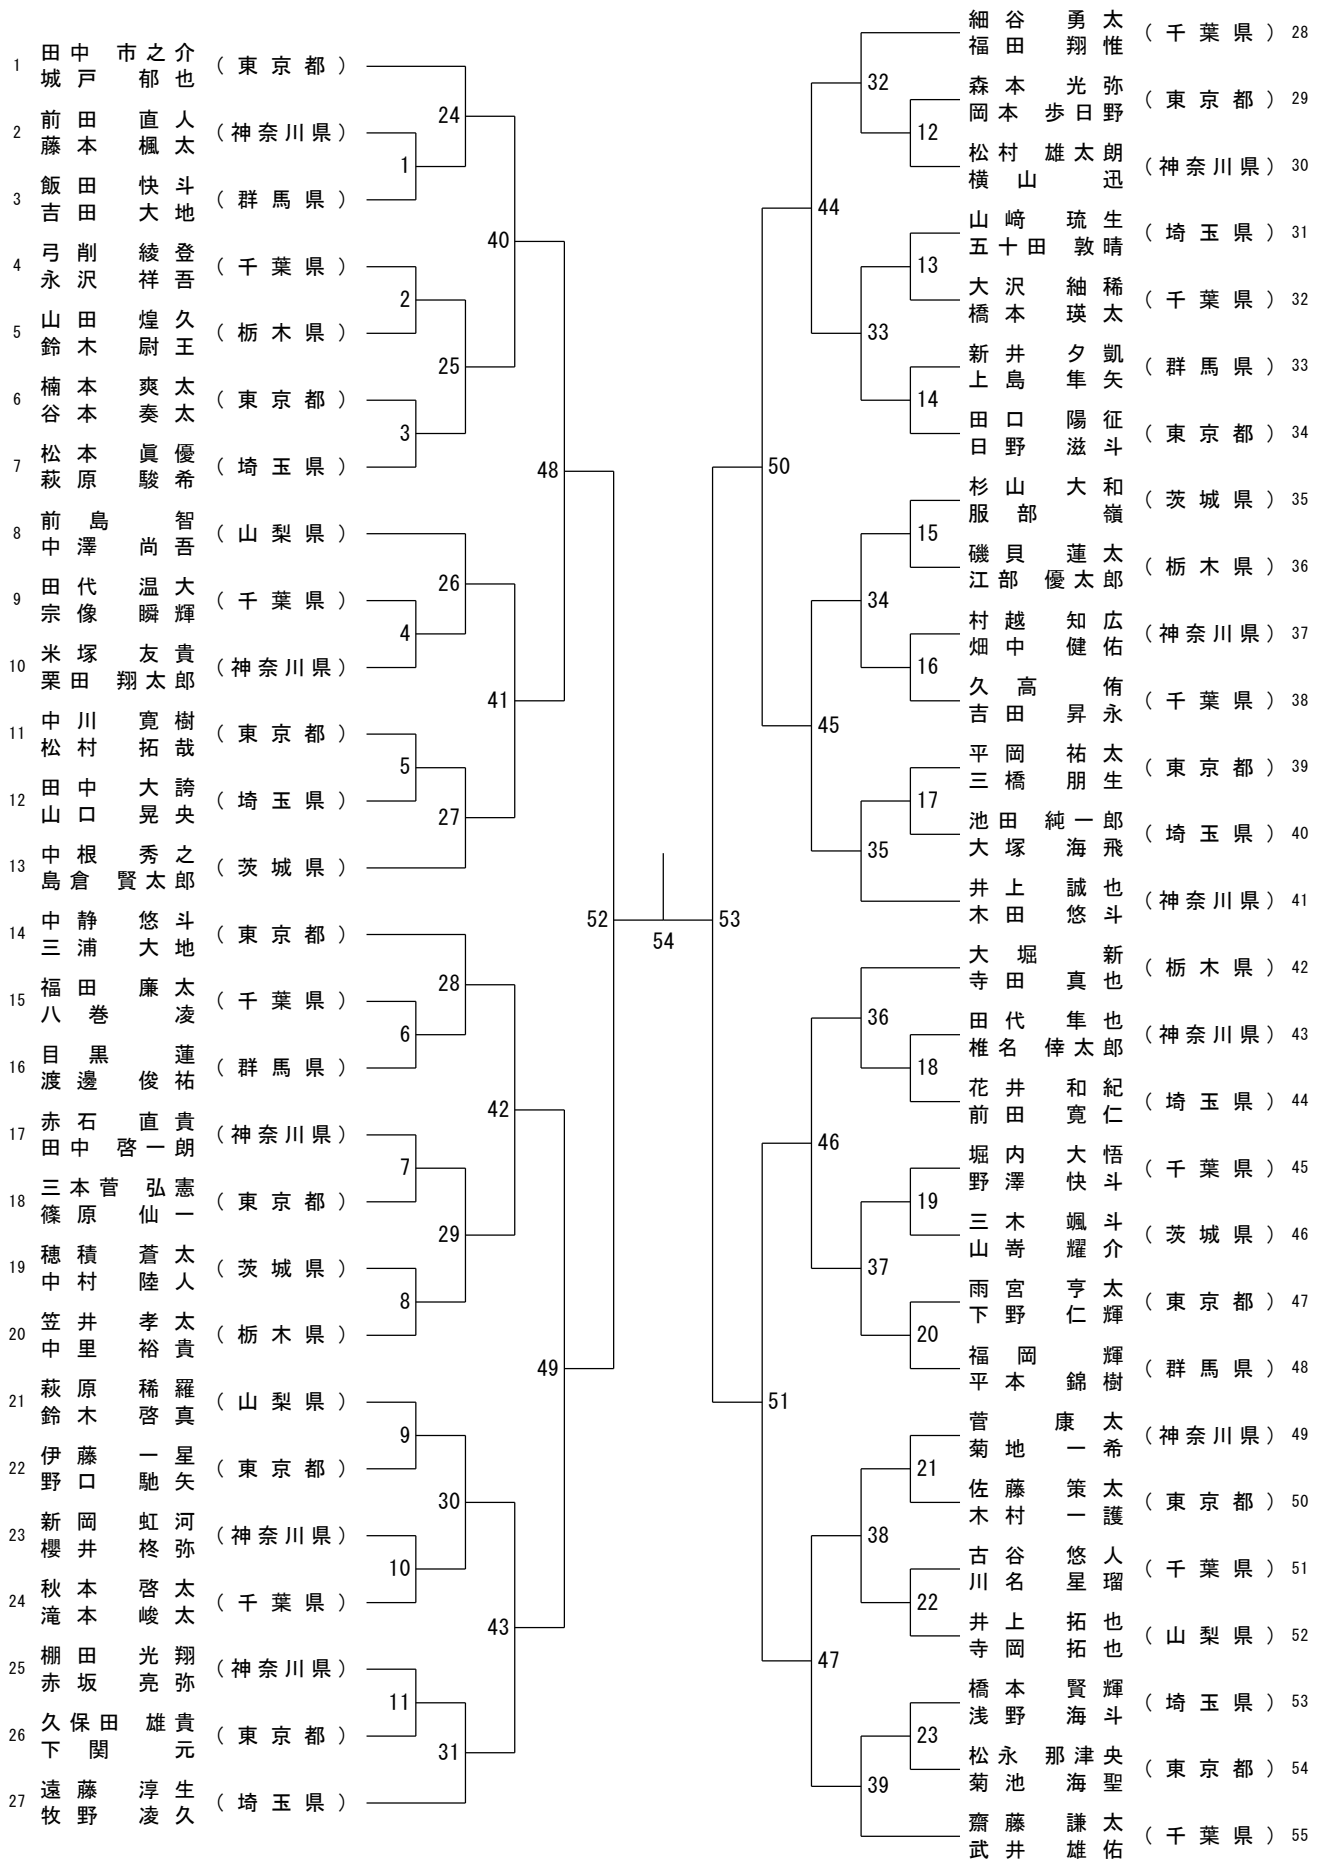 1 田中 市之介 (東京都)
城戸 郁也
2 前田 直人 (神奈川県)
藤本 楓太
3 飯田 快斗 (群馬県)
吉田 大地
4 弓削 綾登 (千葉県)
永沢 祥吾
5 山田 煌久 (栃木県)
鈴木 尉王
6 楠本 爽太 (東京都)
谷本 奏太
7 松本 眞優 (埼玉県)
萩原 駿希
8 前島 智 (山梨県)
中澤 尚吾
9 田代 温大 (千葉県)
宗像 瞬輝
10 米塚 友貴 (神奈川県)
栗田 翔太郎
11 中川 寛樹 (東京都)
松村 拓哉
12 田中 大誇 (埼玉県)
山口 晃央
13 中根 秀之 (茨城県)
島倉 賢太郎
14 中静 悠斗 (東京都)
三浦 大地
15 福田 廉太 (千葉県)
八巻 凌
16 目黒 蓮 (群馬県)
渡邊 俊祐
17 赤石 直貴 (神奈川県)
田中 啓一朗
18 三本菅 弘憲 (東京都)
篠原 仙一
19 穂積 蒼太 (茨城県)
中村 陸人
20 笠井 孝太 (栃木県)
中里 裕貴
21 萩原 稀羅 (山梨県)
鈴木 啓真
22 伊藤 一星 (東京都)
野口 馳矢
23 新岡 虹河 (神奈川県)
櫻井 柊弥
24 秋本 啓太 (千葉県)
滝本 峻太
25 棚田 光翔 (神奈川県)
赤坂 亮弥
26 久保田 雄貴 (東京都)
下関 元
27 遠藤 淳生 (埼玉県)
牧野 凌久
1
2
3
4
5
6
7
8
9
10
11
24
25
26
27
28
29
30
31
40
41
42
43
48
49
52
54
53
50
51
44
45
46
47
32
33
34
35
36
37
38
39
12
13
14
15
16
17
18
19
20
21
22
23
細谷 勇太 (千葉県) 28
福田 翔惟
森本 光弥 (東京都) 29
岡本 歩日野
松村 雄太朗 (神奈川県) 30
横山 迅
山﨑 琉生 (埼玉県) 31
五十田 敦晴
大沢 紬稀 (千葉県) 32
橋本 瑛太
新井 夕凱 (群馬県) 33
上島 隼矢
田口 陽征 (東京都) 34
日野 滋斗
杉山 大和 (茨城県) 35
服部 嶺
磯貝 蓮太 (栃木県) 36
江部 優太郎
村越 知広 (神奈川県) 37
畑中 健佑
久高 侑 (千葉県) 38
吉田 昇永
平岡 祐太 (東京都) 39
三橋 朋生
池田 純一郎 (埼玉県) 40
大塚 海飛
井上 誠也 (神奈川県) 41
木田 悠斗
大堀 新 (栃木県) 42
寺田 真也
田代 隼也 (神奈川県) 43
椎名 倖太郎
花井 和紀 (埼玉県) 44
前田 寛仁
堀内 大悟 (千葉県) 45
野澤 快斗
三木 颯斗 (茨城県) 46
山嵜 耀介
雨宮 亨太 (東京都) 47
下野 仁輝
福岡 輝 (群馬県) 48
平本 錦樹
菅 康太 (神奈川県) 49
菊地 一希
佐藤 策太 (東京都) 50
木村 一護
古谷 悠人 (千葉県) 51
川名 星瑠
井上 拓也 (山梨県) 52
寺岡 拓也
橋本 賢輝 (埼玉県) 53
浅野 海斗
松永 那津央 (東京都) 54
菊池 海聖
齋藤 謙太 (千葉県) 55
武井 雄佑